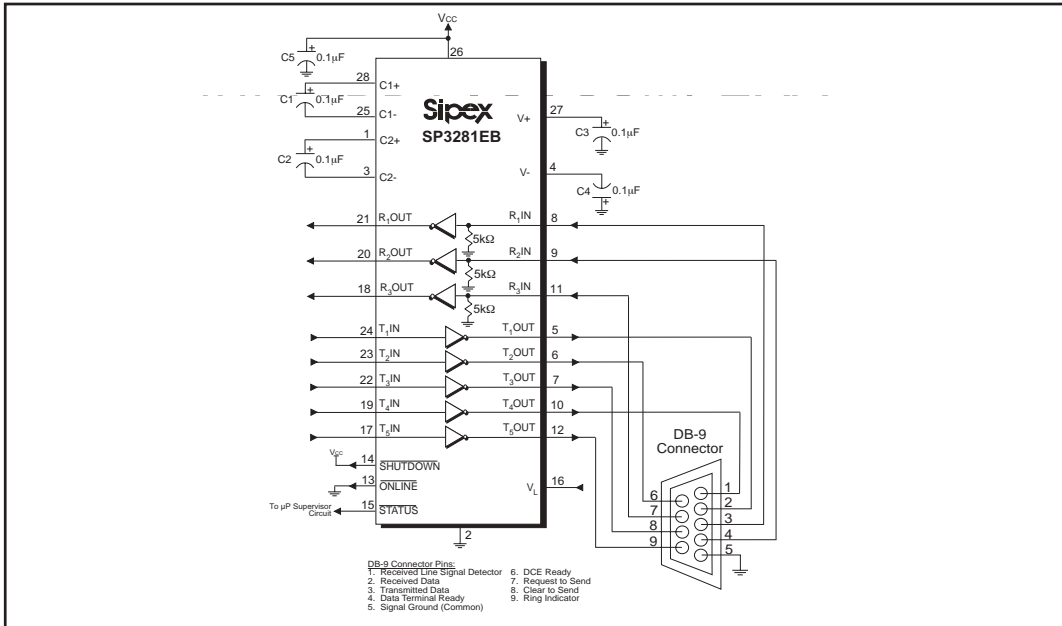 VCC
26
C5
+
0.1µF
28
C1+
C1
+
0.1µF
25
C1-
1
C2+
C2
+
0.1µF
3
C2-
Sipex
SP3281EB
V+
27
C3
+
0.1µF
V-
4
C4
0.1µF
+
21 R1OUT R1IN 8
5kΩ
20 R2OUT R2IN 9
5kΩ
18 R3OUT R3IN 11
5kΩ
24 T1IN T1OUT 5
23 T2IN T2OUT 6
22 T3IN T3OUT 7
19 T4IN T4OUT 10
17 T5IN T5OUT 12
VCC
14
SHUTDOWN
13
ONLINE
To µP Supervisor
Circuit
15
STATUS
VL
16
2
DB-9
Connector
6
7
8
9
1
2
3
4
5
DB-9 Connector Pins:
1. Received Line Signal Detector
2. Received Data
3. Transmitted Data
4. Data Terminal Ready
5. Signal Ground (Common)
6. DCE Ready
7. Request to Send
8. Clear to Send
9. Ring Indicator